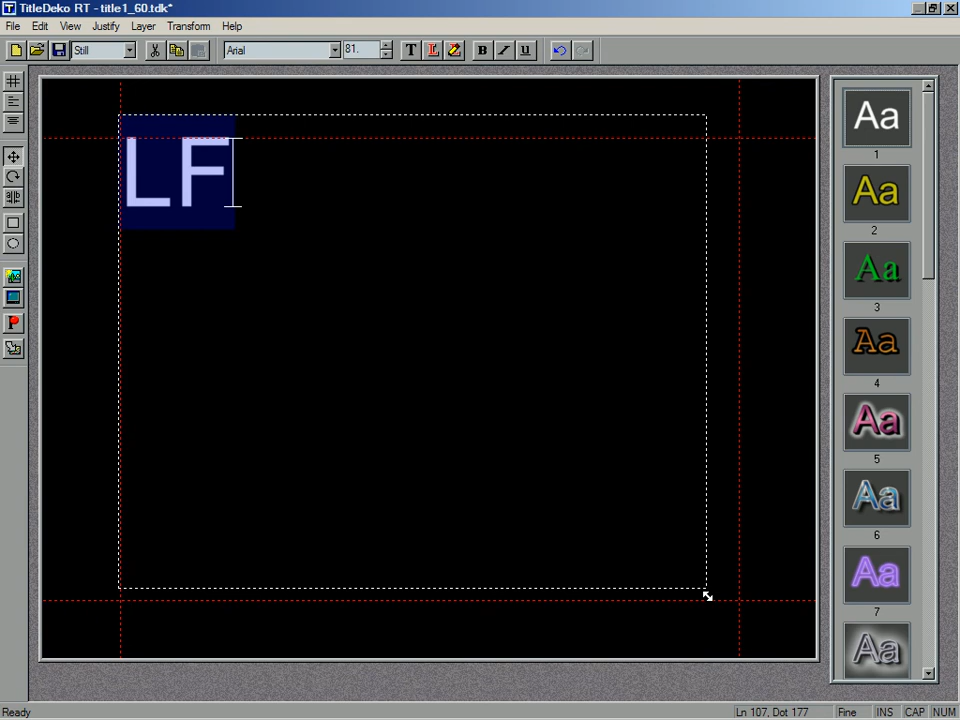 TitleDeko RT - title1_60.tdk*
File Edit View Justify Layer Transform Help
Still Arial 81. T L B I U
LF
Aa
1
Aa
2
Aa
3
Aa
4
Aa
5
Aa
6
Aa
7
Aa
Ready Ln 107, Dot 177 Fine INS CAP NUM